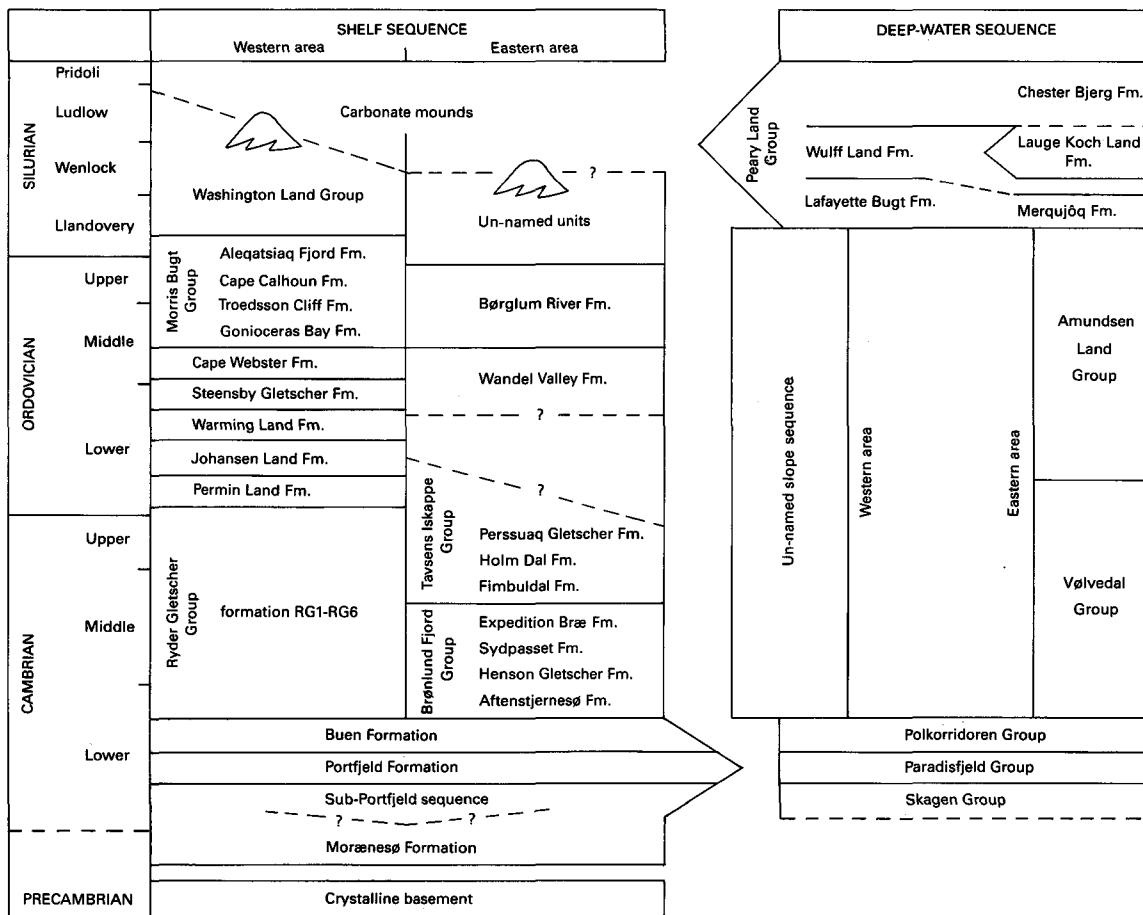 SHELF SEQUENCE
Western area
Eastern area
DEEP-WATER SEQUENCE
SILURIAN
Pridoli
Ludlow
Wenlock
Llandovery
ORDOVICIAN
Upper
Middle
Lower
CAMBRIAN
Upper
Middle
Lower
PRECAMBRIAN
Carbonate mounds
Washington Land Group
Morris Bugt
Group
Aleqatsiaq Fjord Fm.
Cape Calhoun Fm.
Troedsson Cliff Fm.
Gonioceras Bay Fm.
Cape Webster Fm.
Steensby Gletscher Fm.
Warming Land Fm.
Johansen Land Fm.
Permin Land Fm.
Ryder Gletscher
Group
formation RG1-RG6
?
Un-named units
Børglum River Fm.
Wandel Valley Fm.
?
?
Tavsens Iskappe
Group
Perssuaq Gletscher Fm.
Holm Dal Fm.
Fimbuldal Fm.
Brønlund Fjord
Group
Expedition Bræ Fm.
Sydpasset Fm.
Henson Gletscher Fm.
Aftenstjernesø Fm.
Buen Formation
Portfjeld Formation
Sub-Portfjeld sequence
? ?
Morænesø Formation
Crystalline basement
Peary Land
Group
Chester Bjerg Fm.
Wulff Land Fm.
Lauge Koch Land
Fm.
Lafayette Bugt Fm.
Merqujôq Fm.
Un-named slope sequence
Western area
Eastern area
Amundsen
Land
Group
Vølvedal
Group
Polkorridoren Group
Paradisfjeld Group
Skagen Group